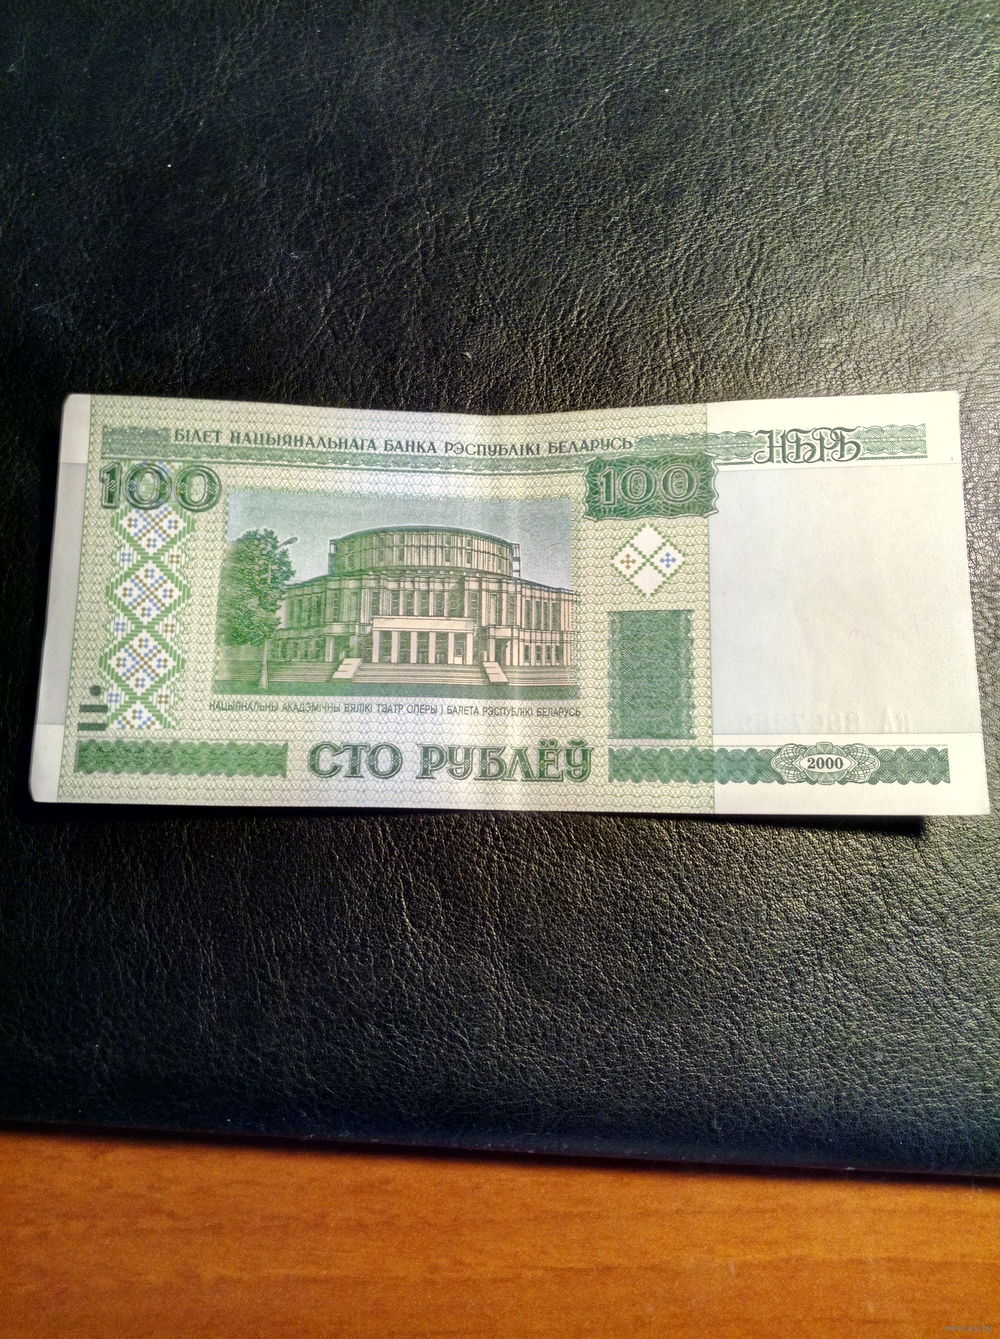 БІЛЕТ НАЦЫЯНАЛЬНАГА БАНКА РЭСПУБЛІКІ БЕЛАРУСЬ
НБРБ
100
100
НАЦЫЯНАЛЬНЫ АКАДЭМІЧНЫ ВЯЛІКІ ТЭАТР ОПЕРЫ І БАЛЕТА РЭСПУБЛІКІ БЕЛАРУСЬ
СТО РУБЛЁЎ
2000